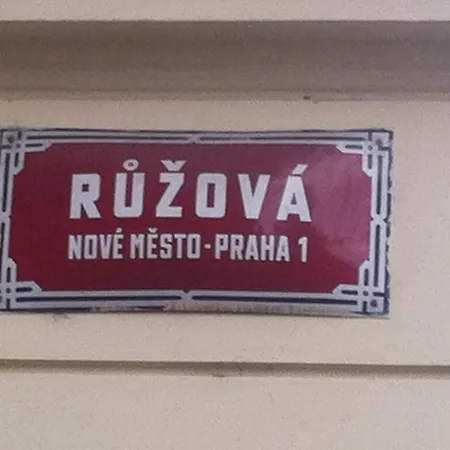 RŮŽOVÁ
NOVÉ MĚSTO - PRAHA 1